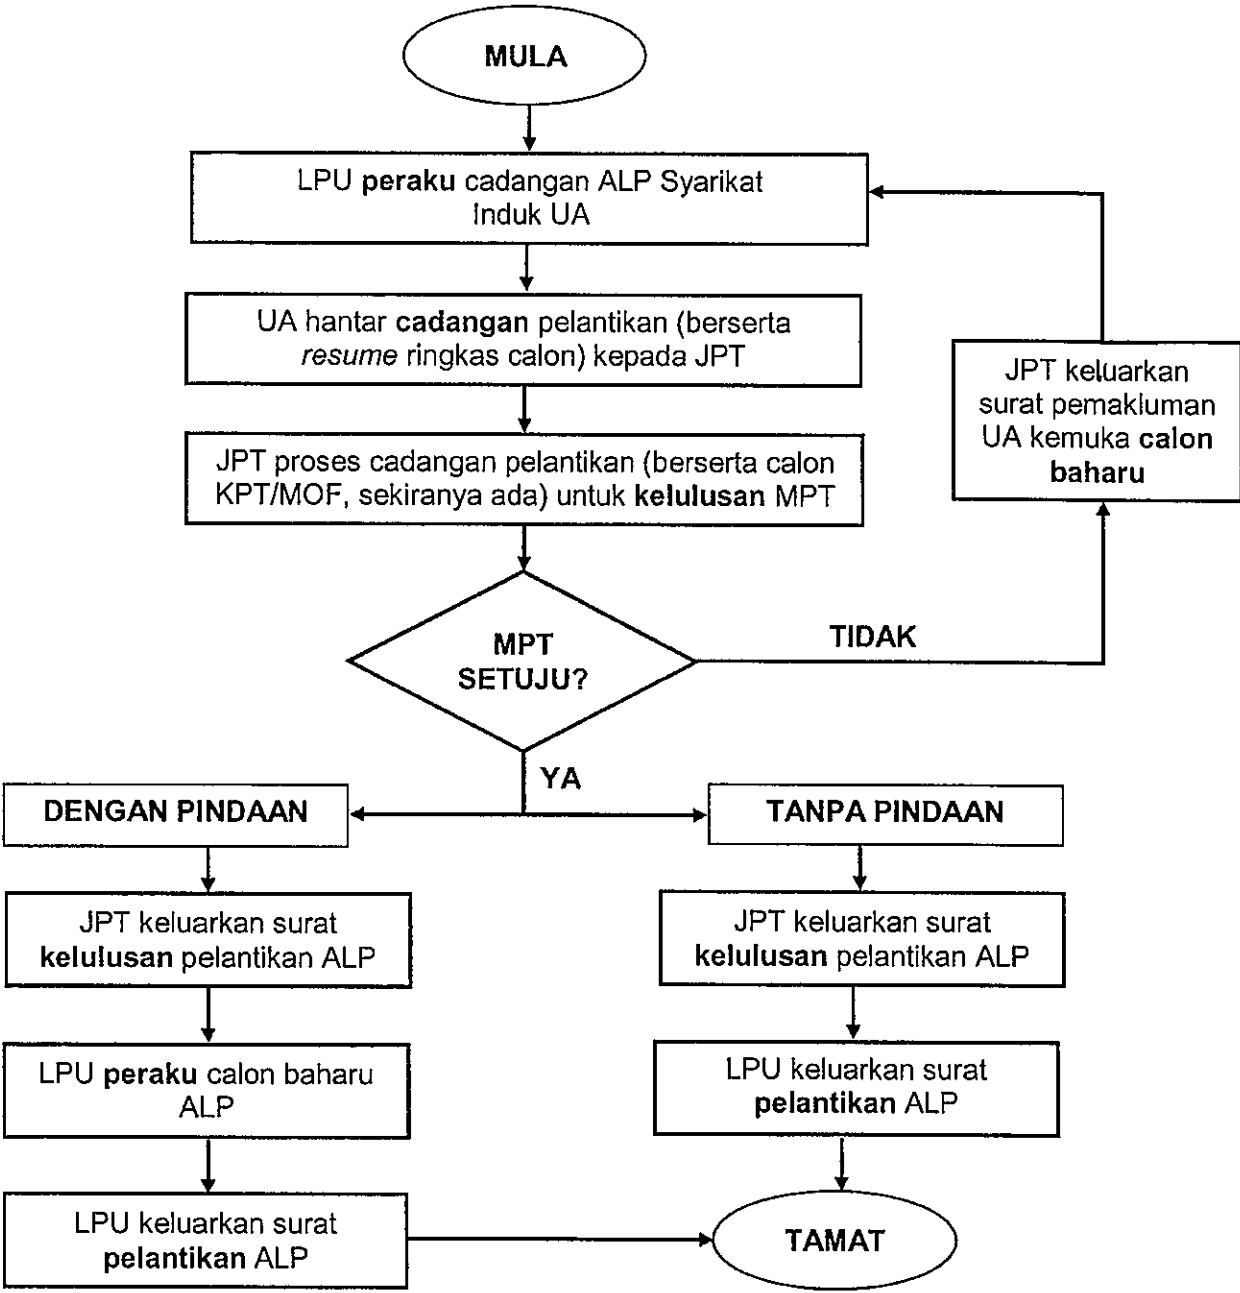 MULA
LPU peraku cadangan ALP Syarikat
Induk UA
UA hantar cadangan pelantikan (berserta
resume ringkas calon) kepada JPT
JPT proses cadangan pelantikan (berserta calon
KPT/MOF, sekiranya ada) untuk kelulusan MPT
JPT keluarkan
surat pemakluman
UA kemuka calon
baharu
MPT
SETUJU?
TIDAK
YA
DENGAN PINDAAN
JPT keluarkan surat
kelulusan pelantikan ALP
LPU peraku calon baharu
ALP
LPU keluarkan surat
pelantikan ALP
TANPA PINDAAN
JPT keluarkan surat
kelulusan pelantikan ALP
LPU keluarkan surat
pelantikan ALP
TAMAT